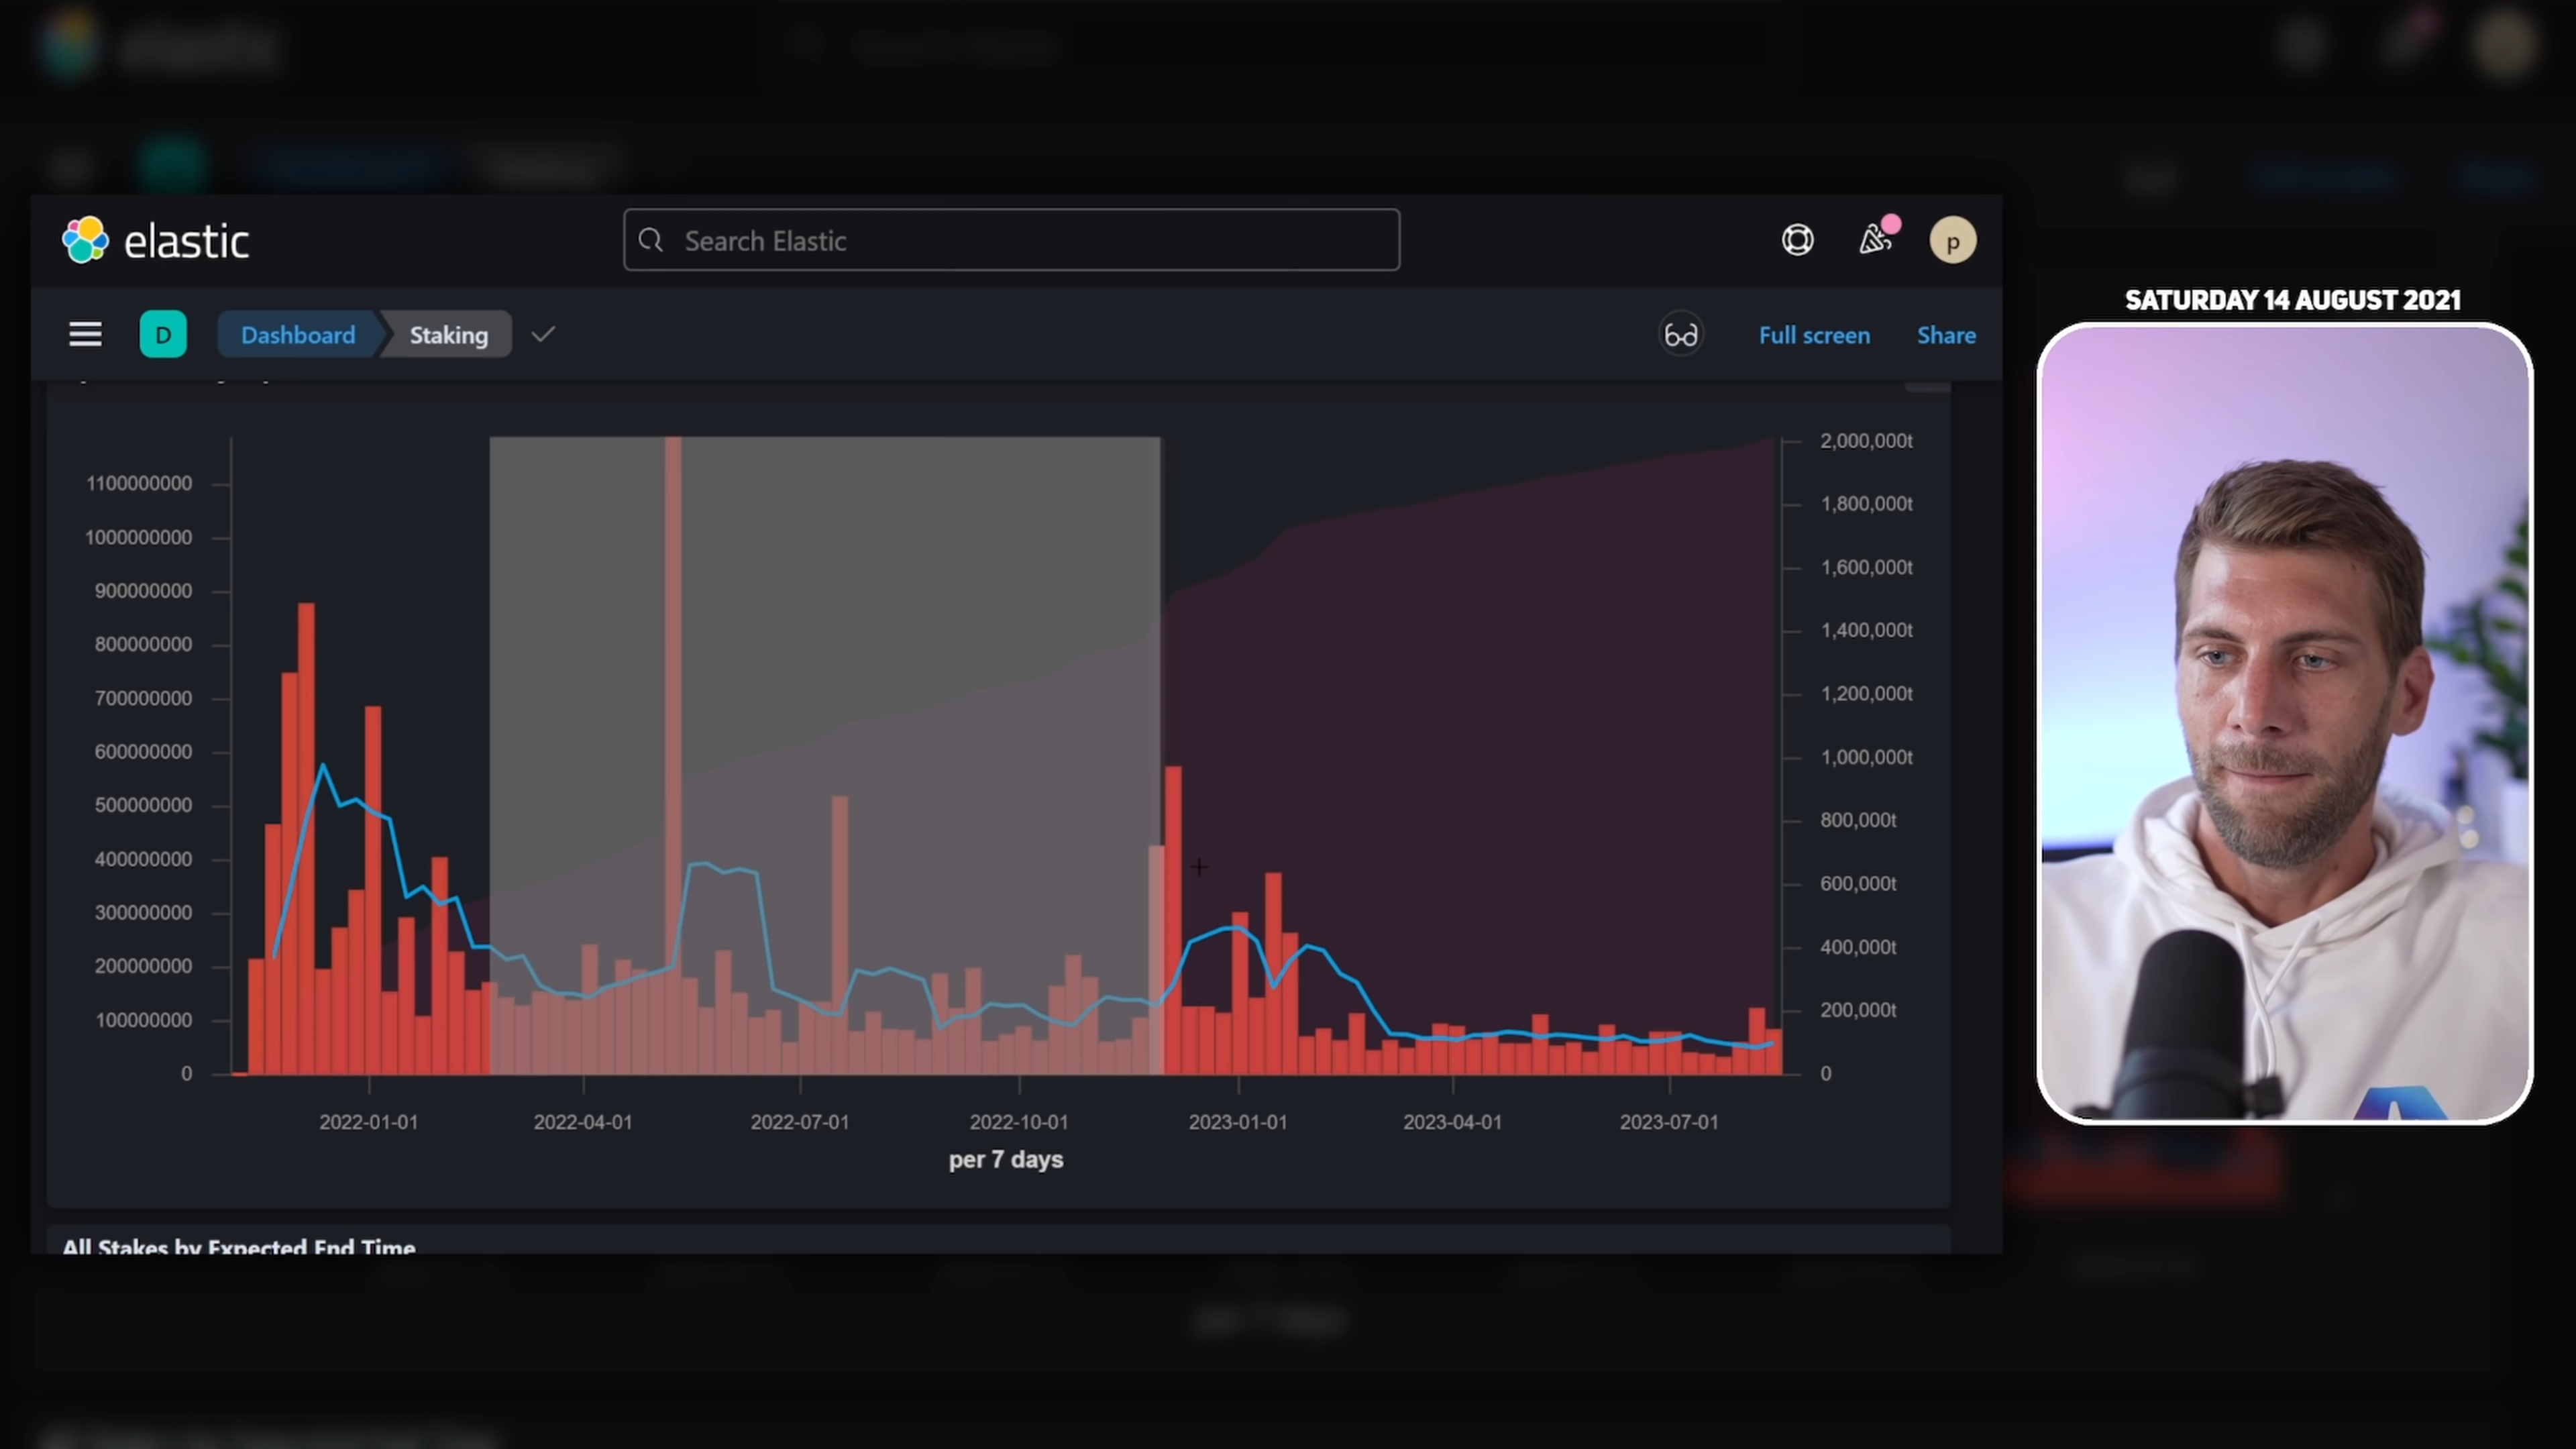 elastic
Search Elastic
p
D
Dashboard
Staking
Full screen
Share
SATURDAY 14 AUGUST 2021
1100000000
1000000000
900000000
800000000
700000000
600000000
500000000
400000000
300000000
200000000
100000000
0
2,000,000t
1,800,000t
1,600,000t
1,400,000t
1,200,000t
1,000,000t
800,000t
600,000t
400,000t
200,000t
0
2022-01-01
2022-04-01
2022-07-01
2022-10-01
2023-01-01
2023-04-01
2023-07-01
per 7 days
All Stakes by Expected End Time